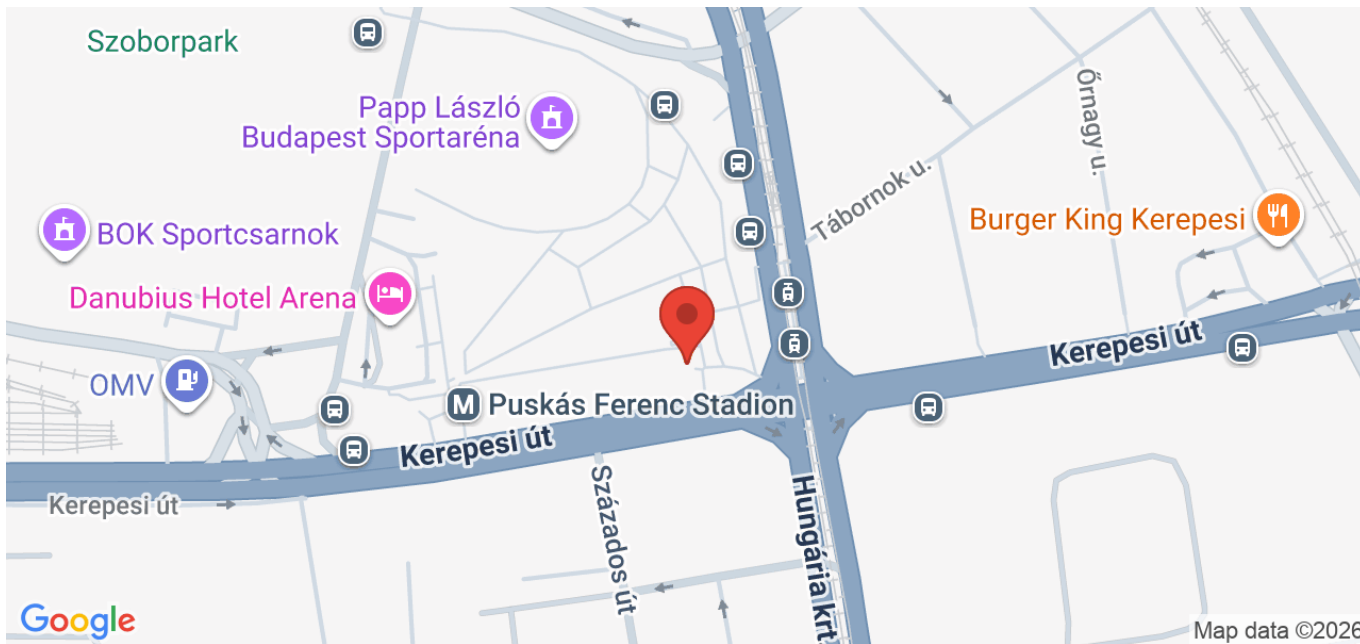 Szoborpark
Papp László
Budapest Sportaréna
Őrnagy u.
Tábornok u.
Burger King Kerepesi
BOK Sportcsarnok
Danubius Hotel Arena
Kerepesi út
OMV
M
Puskás Ferenc Stadion
Kerepesi út
Kerepesi út
Százados út
Hungária krt
Google
Map data ©2026